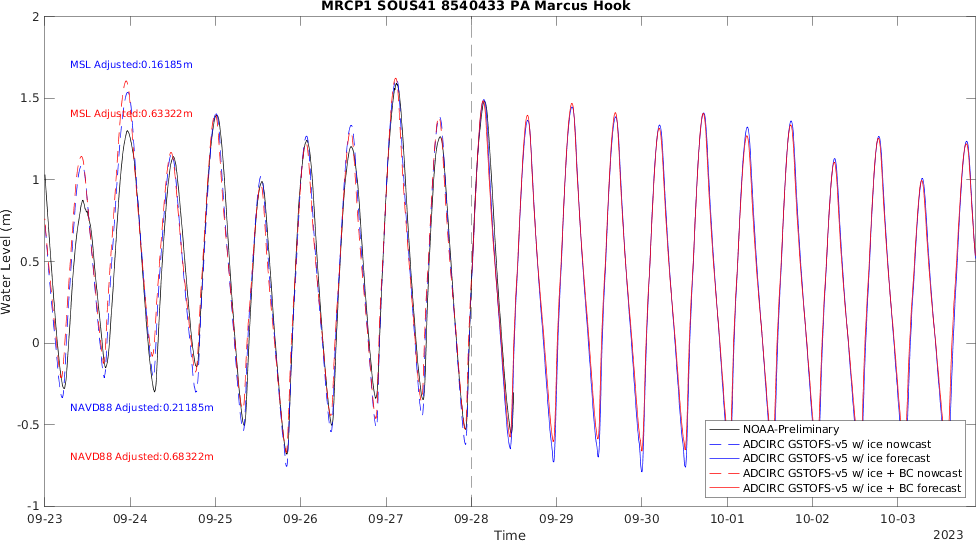 MRCP1 SOUS41 8540433 PA Marcus Hook
2
1.5
1
0.5
0
-0.5
-1
Water Level (m)
MSL Adjusted:0.16185m
MSL Adjusted:0.63322m
NAVD88 Adjusted:0.21185m
NAVD88 Adjusted:0.68322m
NOAA-Preliminary
ADCIRC GSTOFS-v5 w/ ice nowcast
ADCIRC GSTOFS-v5 w/ ice forecast
ADCIRC GSTOFS-v5 w/ ice + BC nowcast
ADCIRC GSTOFS-v5 w/ ice + BC forecast
09-23 09-24 09-25 09-26 09-27 09-28 09-29 09-30 10-01 10-02 10-03
Time
2023